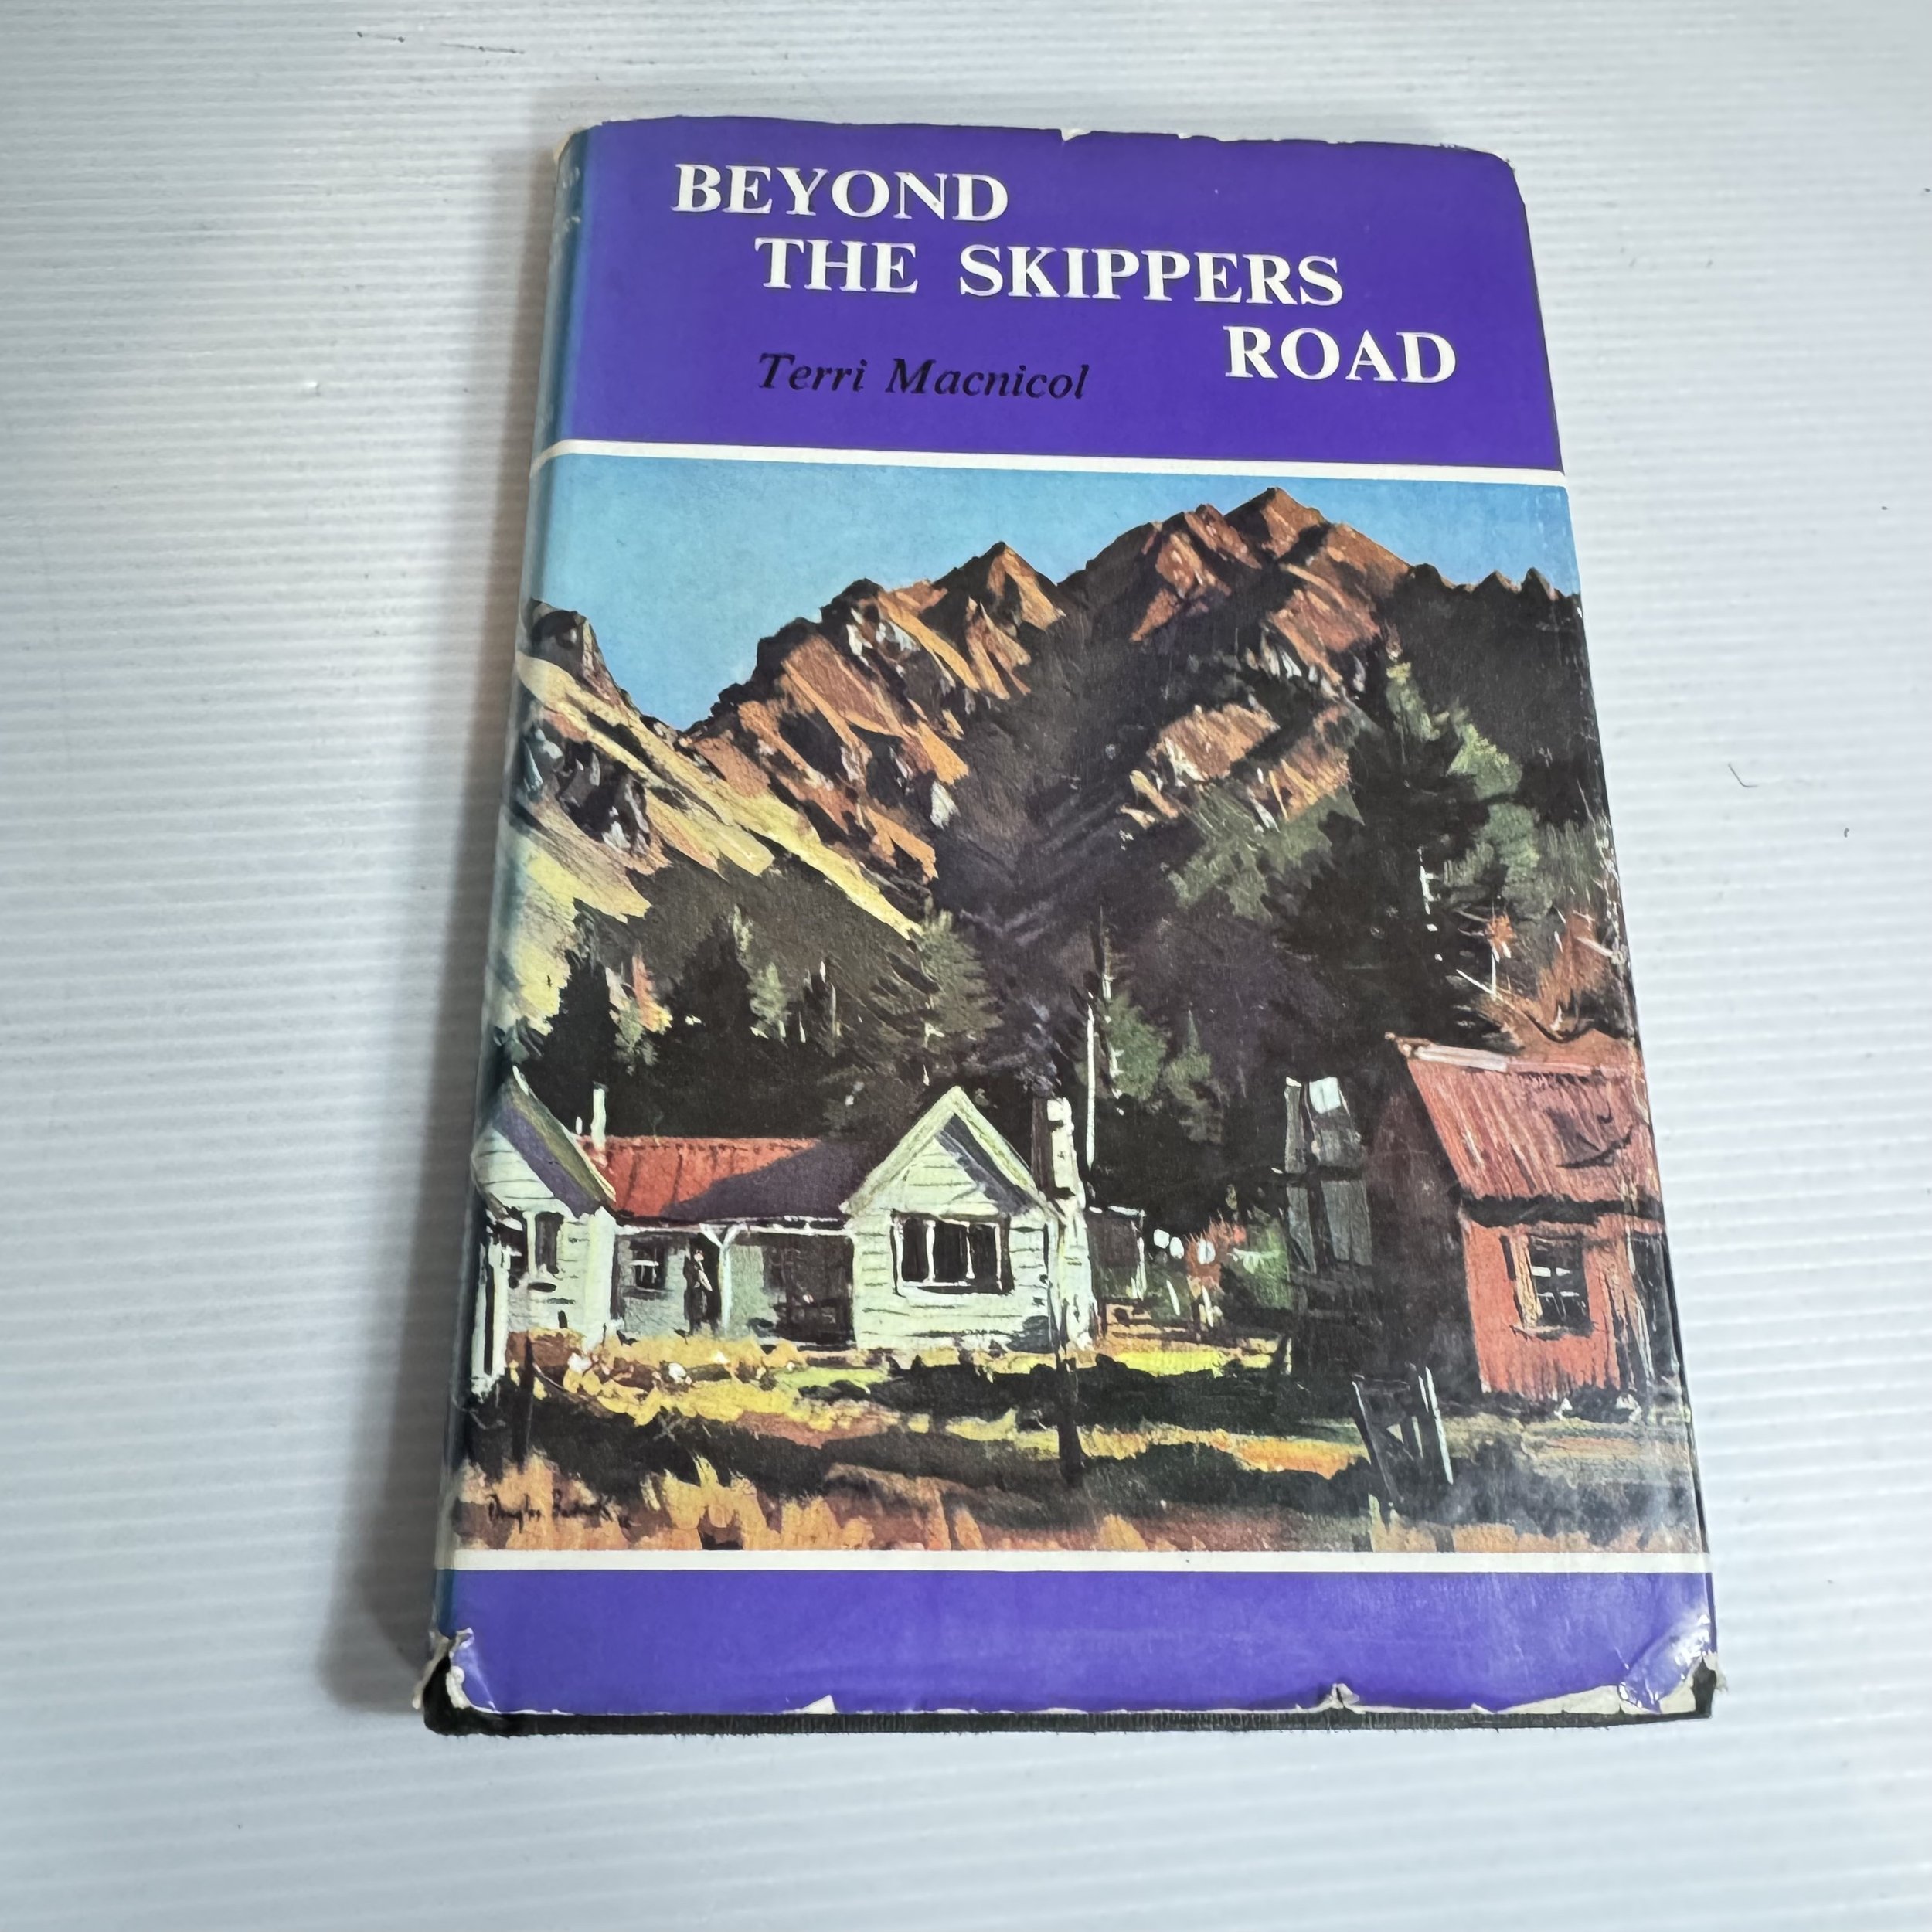 BEYOND
THE SKIPPERS
ROAD
Terri Macnicol